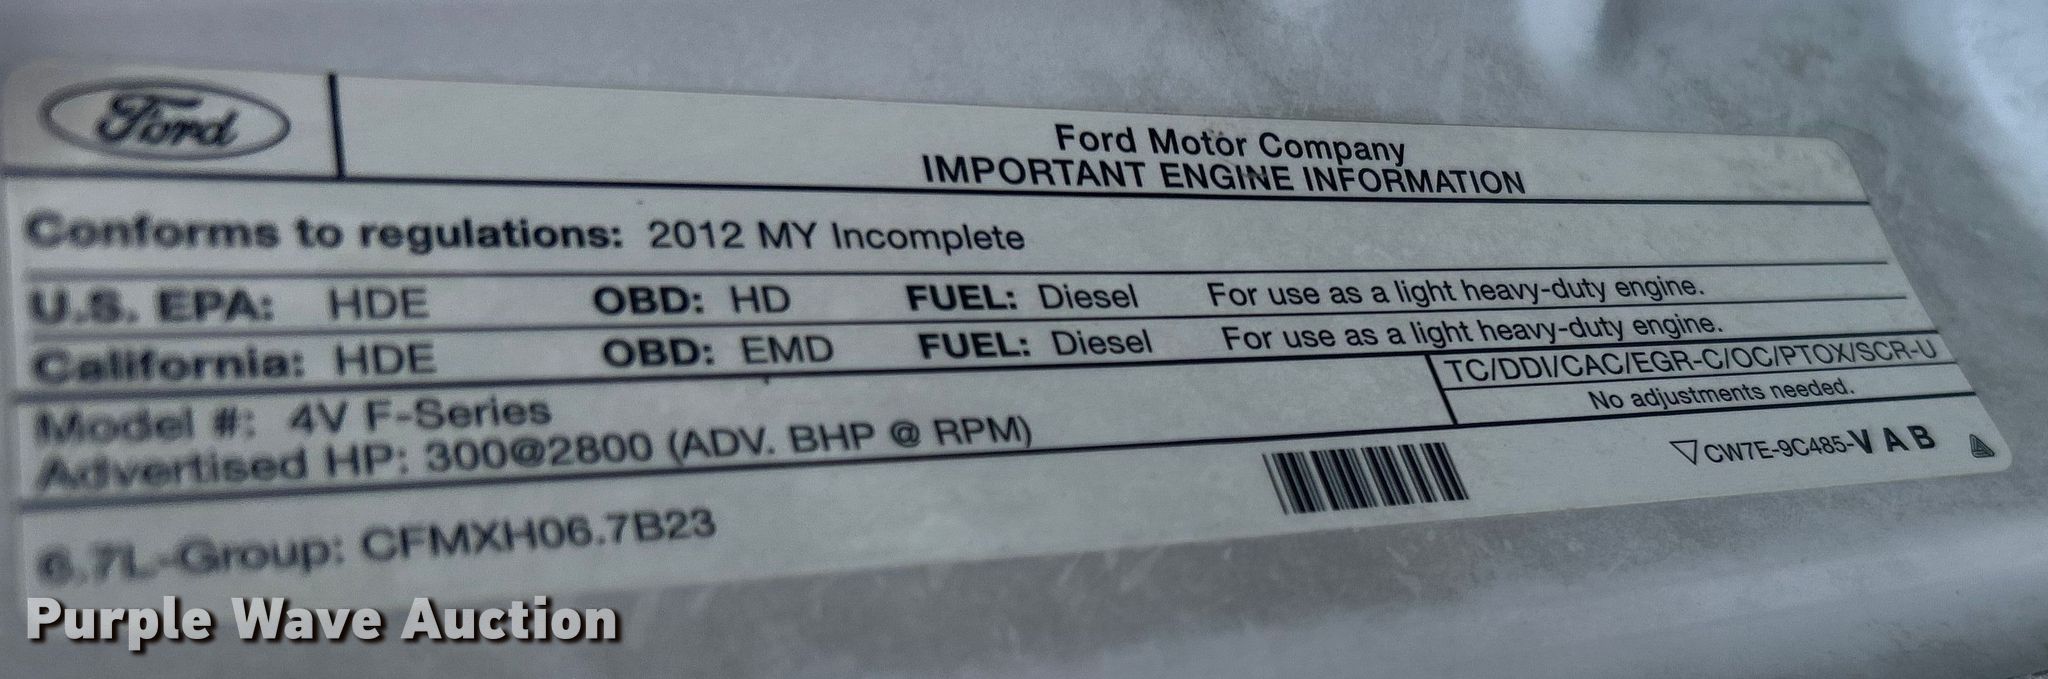 Ford
Ford Motor Company
IMPORTANT ENGINE INFORMATION
Conforms to regulations: 2012 MY Incomplete
U.S. EPA: HDE OBD: HD FUEL: Diesel For use as a light heavy-duty engine.
California: HDE OBD: EMD FUEL: Diesel For use as a light heavy-duty engine.
TC/DDI/CAC/EGR-C/OC/PTOX/SCR-U
No adjustments needed.
Model #: 4V F-Series
Advertised HP: 300@2800 (ADV. BHP @ RPM)
6.7L-Group: CFMXH06.7B23
▽CW7E-9C485-VAB
Purple Wave Auction